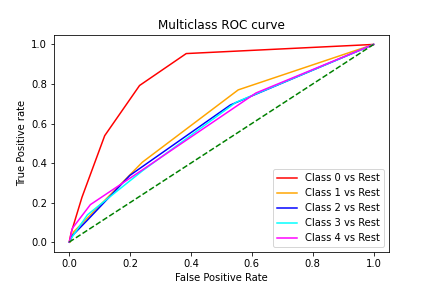 Multiclass ROC curve
True Positive rate
1.0
0.8
0.6
0.4
0.2
0.0
Class 0 vs Rest
Class 1 vs Rest
Class 2 vs Rest
Class 3 vs Rest
Class 4 vs Rest
0.0 0.2 0.4 0.6 0.8 1.0
False Positive Rate